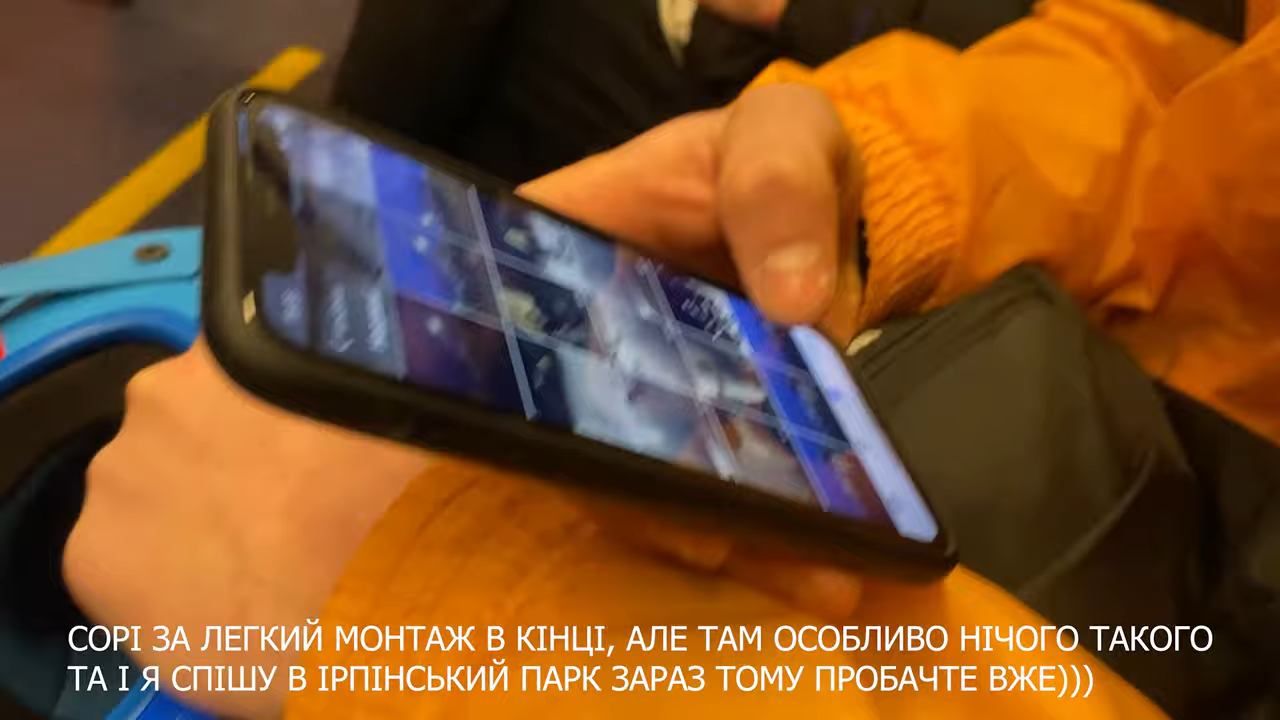 СОРІ ЗА ЛЕГКИЙ МОНТАЖ В КІНЦІ, АЛЕ ТАМ ОСОБЛИВО НІЧОГО ТАКОГО
ТА І Я СПІШУ В ІРПІНСЬКИЙ ПАРК ЗАРАЗ ТОМУ ПРОБАЧТЕ ВЖЕ)))